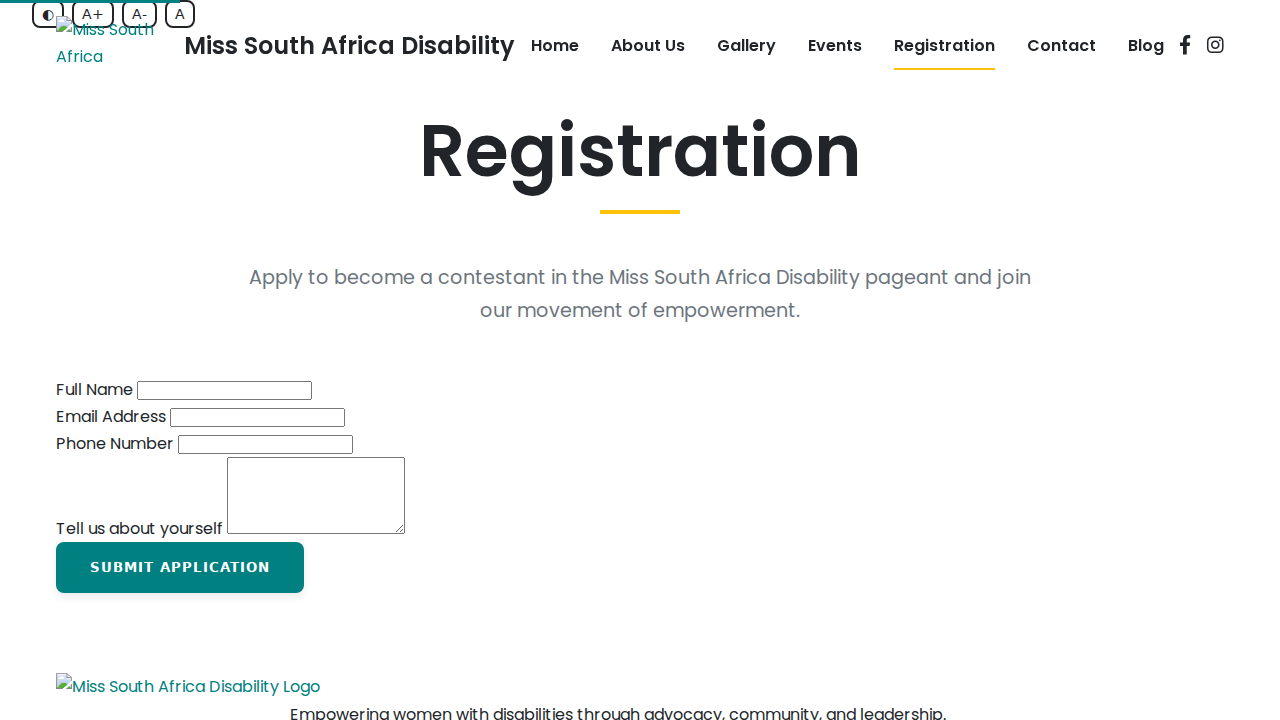 ◐ A+ A- A
Miss South Africa
Miss South Africa Disability
Home About Us Gallery Events Registration Contact Blog
Registration
Apply to become a contestant in the Miss South Africa Disability pageant and join
our movement of empowerment.
Full Name
Email Address
Phone Number
Tell us about yourself
SUBMIT APPLICATION
Miss South Africa Disability Logo
Empowering women with disabilities through advocacy, community, and leadership.